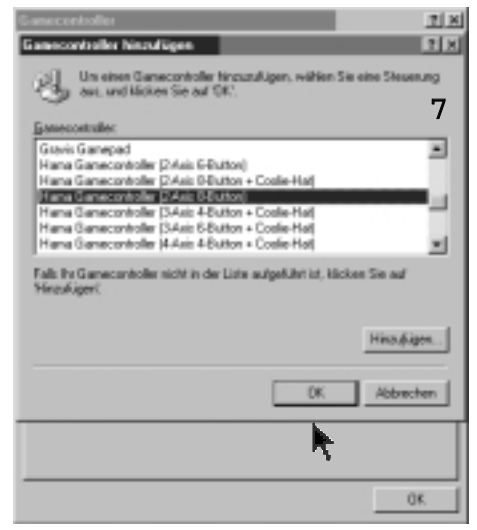 Gamecontroller
Gamecontroller hinzufügen
Um einen Gamecontroller hinzuzufügen, wählen Sie eine Steuerung
aus, und klicken Sie auf 'OK'.
7
Gamecontroller:
Gravis Gamepad
Hama Gamecontroller (2-Axis 6-Button)
Hama Gamecontroller (2-Axis 8-Button + Coolie-Hat)
Hama Gamecontroller (2-Axis 8-Button)
Hama Gamecontroller (3-Axis 4-Button + Coolie-Hat)
Hama Gamecontroller (3-Axis 6-Button + Coolie-Hat)
Hama Gamecontroller (4-Axis 4-Button + Coolie-Hat)
Falls Ihr Gamecontroller nicht in der Liste aufgeführt ist, klicken Sie auf
'Hinzufügen'.
Hinzufügen...
OK
Abbrechen
OK